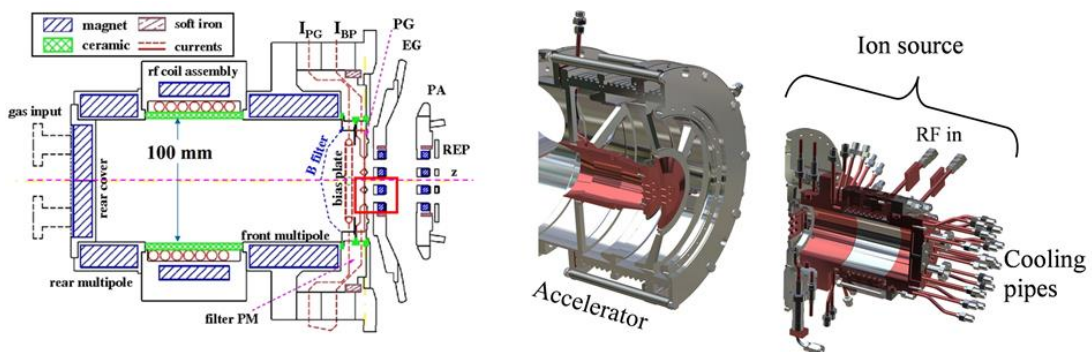 magnet
soft iron
ceramic
currents
I_PG
I_BP
PG
EG
rf coil assembly
gas input
PA
100 mm
rear cover
B filter
bias plate
REP
z
front multipole
rear multipole
filter PM
Accelerator
Ion source
RF in
Cooling
pipes